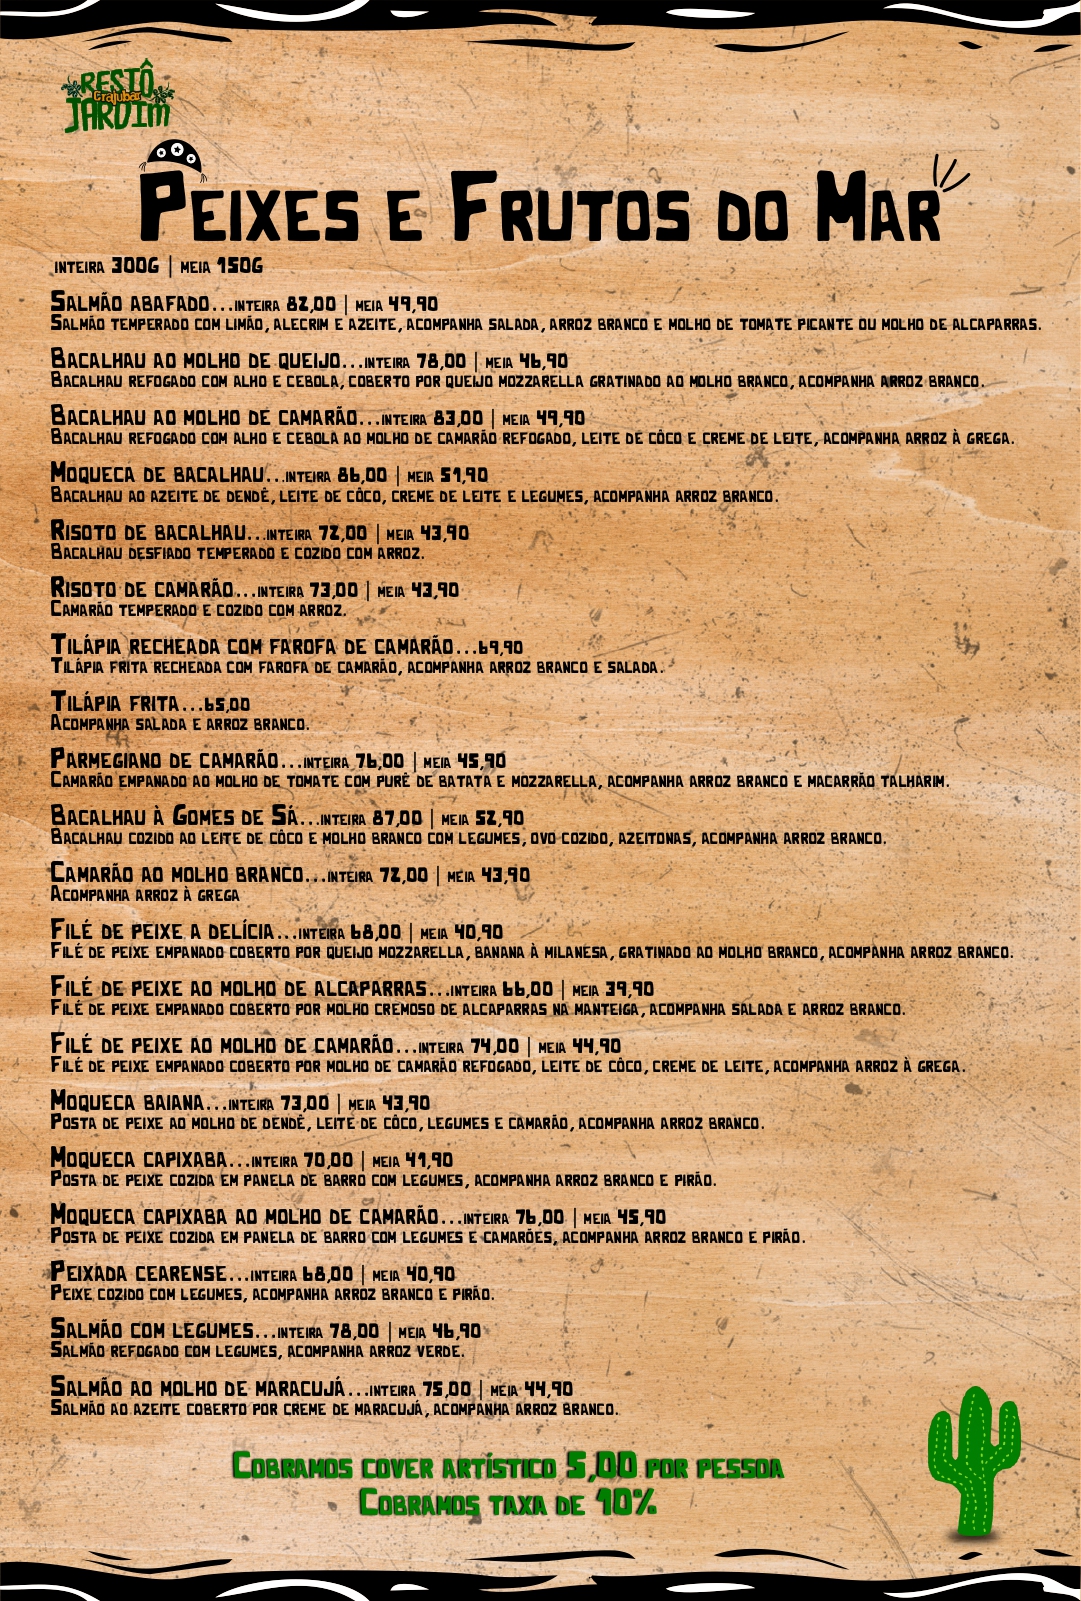 RESTÔ
Crajubar
JARDIM
Peixes e Frutos do Mar
inteira 300g | meia 150g
Salmão abafado...inteira 82,00 | meia 49,90
Salmão temperado com limão, alecrim e azeite, acompanha salada, arroz branco e molho de tomate picante ou molho de alcaparras.
Bacalhau ao molho de queijo...inteira 78,00 | meia 46,90
Bacalhau refogado com alho e cebola, coberto por queijo mozzarella gratinado ao molho branco, acompanha arroz branco.
Bacalhau ao molho de camarão...inteira 83,00 | meia 49,90
Bacalhau refogado com alho e cebola ao molho de camarão refogado, leite de côco e creme de leite, acompanha arroz à grega.
Moqueca de bacalhau...inteira 86,00 | meia 51,90
Bacalhau ao azeite de dendê, leite de côco, creme de leite e legumes, acompanha arroz branco.
Risoto de bacalhau...inteira 72,00 | meia 43,90
Bacalhau desfiado temperado e cozido com arroz.
Risoto de camarão...inteira 73,00 | meia 43,90
Camarão temperado e cozido com arroz.
Tilápia recheada com farofa de camarão...69,90
Tilápia frita recheada com farofa de camarão, acompanha arroz branco e salada.
Tilápia frita...65,00
Acompanha salada e arroz branco.
Parmegiano de camarão...inteira 76,00 | meia 45,90
Camarão empanado ao molho de tomate com purê de batata e mozzarella, acompanha arroz branco e macarrão talharim.
Bacalhau à Gomes de Sá...inteira 87,00 | meia 52,90
Bacalhau cozido ao leite de côco e molho branco com legumes, ovo cozido, azeitonas, acompanha arroz branco.
Camarão ao molho branco...inteira 72,00 | meia 43,90
Acompanha arroz à grega
Filé de peixe a delícia...inteira 68,00 | meia 40,90
Filé de peixe empanado coberto por queijo mozzarella, banana à milanesa, gratinado ao molho branco, acompanha arroz branco.
Filé de peixe ao molho de alcaparras...inteira 66,00 | meia 39,90
Filé de peixe empanado coberto por molho cremoso de alcaparras na manteiga, acompanha salada e arroz branco.
Filé de peixe ao molho de camarão...inteira 74,00 | meia 44,90
Filé de peixe empanado coberto por molho de camarão refogado, leite de côco, creme de leite, acompanha arroz à grega.
Moqueca baiana...inteira 73,00 | meia 43,90
Posta de peixe ao molho de dendê, leite de côco, legumes e camarão, acompanha arroz branco.
Moqueca capixaba...inteira 70,00 | meia 41,90
Posta de peixe cozida em panela de barro com legumes, acompanha arroz branco e pirão.
Moqueca capixaba ao molho de camarão...inteira 76,00 | meia 45,90
Posta de peixe cozida em panela de barro com legumes e camarões, acompanha arroz branco e pirão.
Peixada cearense...inteira 68,00 | meia 40,90
Peixe cozido com legumes, acompanha arroz branco e pirão.
Salmão com legumes...inteira 78,00 | meia 46,90
Salmão refogado com legumes, acompanha arroz verde.
Salmão ao molho de maracujá...inteira 75,00 | meia 44,90
Salmão ao azeite coberto por creme de maracujá, acompanha arroz branco.
Cobramos cover artístico 5,00 por pessoa
Cobramos taxa de 10%